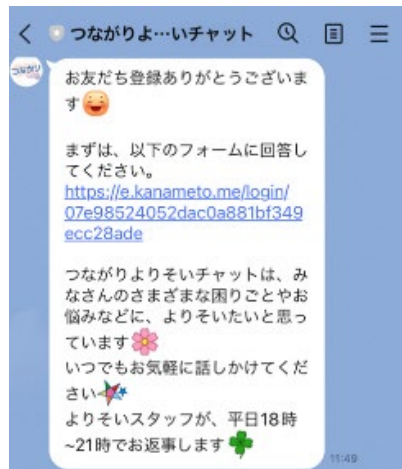 つながりよ…いチャット
つながり
お友だち登録ありがとうございま
す
まずは、以下のフォームに回答し
てください。
https://e.kanameto.me/login/
07e98524052dac0a881bf349
ecc28ade
つながりよりそいチャットは、み
なさんのさまざまな困りごとやお
悩みなどに、よりそいたいと思っ
ています
いつでもお気軽に話しかけてくだ
さい
よりそいスタッフが、平日18時
~21時でお返事します
11:49